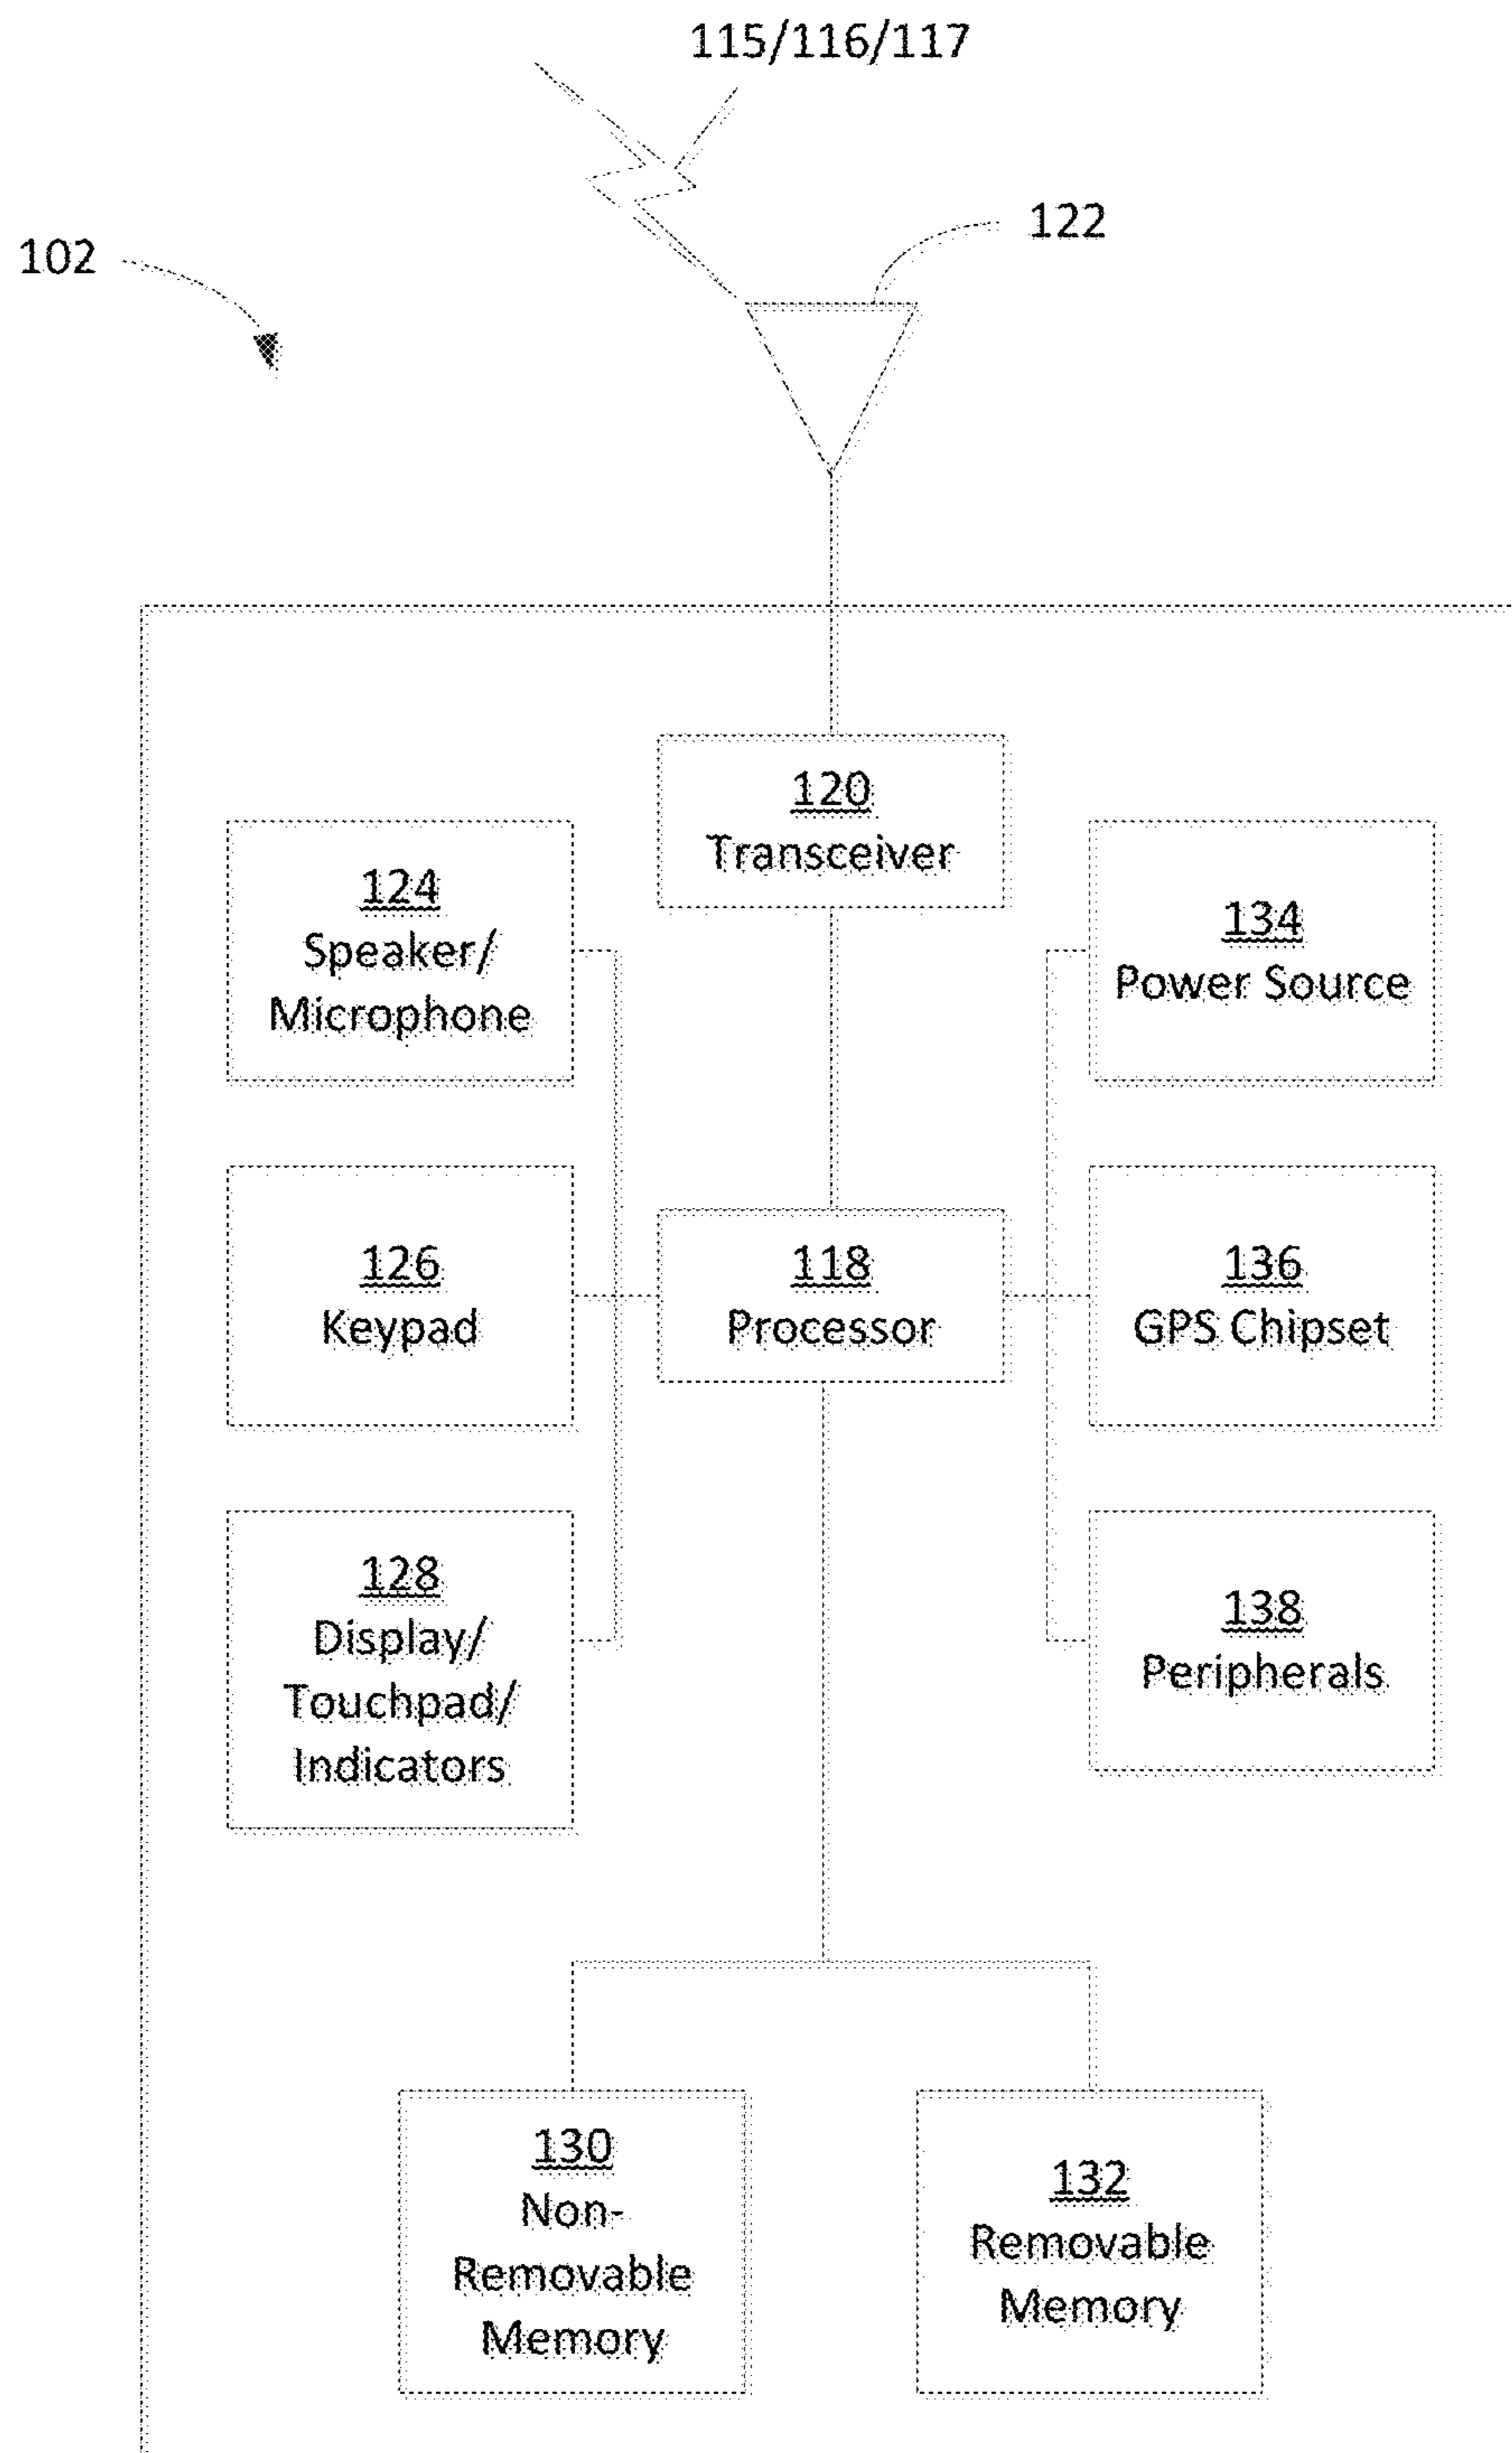 115/116/117
122
102
120
Transceiver
124
Speaker/
Microphone
134
Power Source
126
Keypad
118
Processor
136
GPS Chipset
128
Display/
Touchpad/
Indicators
138
Peripherals
130
Non-
Removable
Memory
132
Removable
Memory